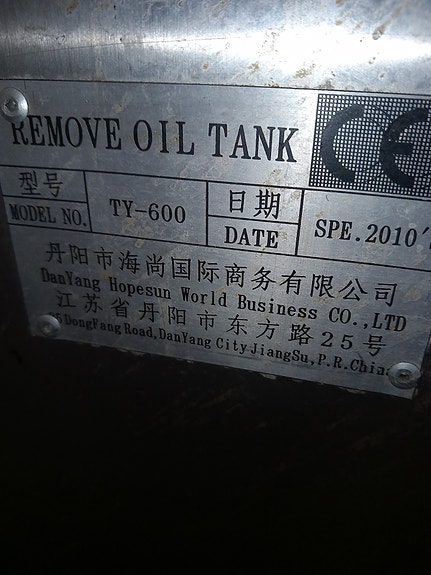 REMOVE OIL TANK
CE
型号
MODEL NO.
TY-600
日期
DATE
SPE.,2010'
丹阳市海尚国际商务有限公司
DanYang Hopesun World Business CO.,LTD
江苏省丹阳市东方路25号
DongFang Road,DanYang City JiangSu,P.R.China